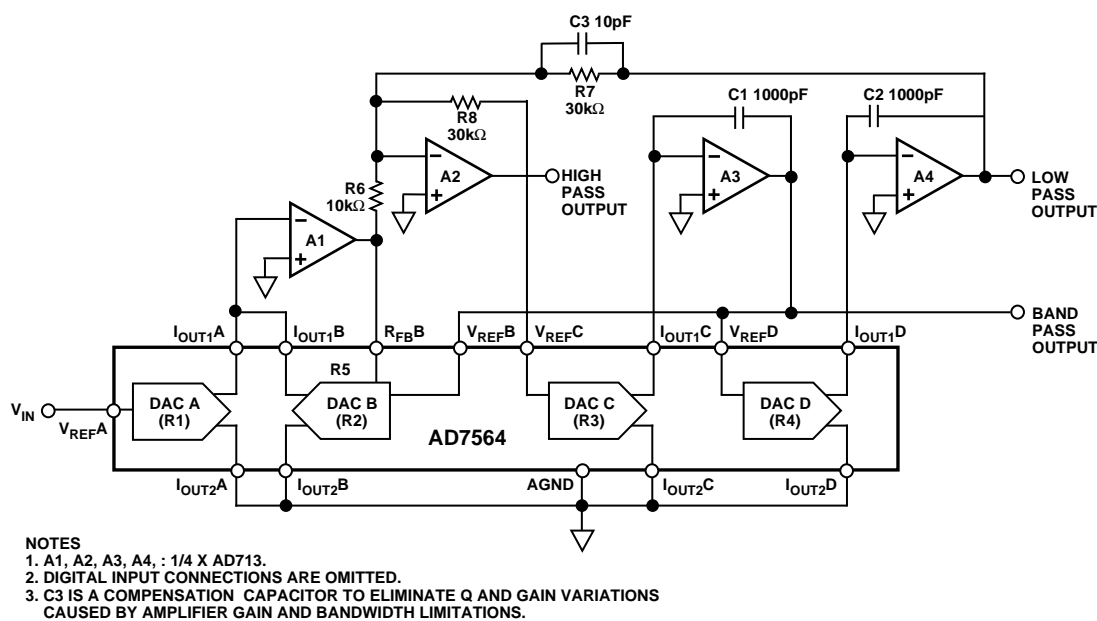 C3 10pF
R7
30kΩ
C1 1000pF
C2 1000pF
R8
30kΩ
–
A2
+
HIGH
PASS
OUTPUT
–
A3
+
–
A4
+
LOW
PASS
OUTPUT
R6
10kΩ
–
A1
+
BAND
PASS
OUTPUT
IOUT1A
IOUT1B
RFBB
VREFB
VREFC
IOUT1C
VREFD
IOUT1D
R5
VIN
VREFA
DAC A
(R1)
DAC B
(R2)
AD7564
DAC C
(R3)
DAC D
(R4)
IOUT2A
IOUT2B
AGND
IOUT2C
IOUT2D
NOTES
1. A1, A2, A3, A4, : 1/4 X AD713.
2. DIGITAL INPUT CONNECTIONS ARE OMITTED.
3. C3 IS A COMPENSATION CAPACITOR TO ELIMINATE Q AND GAIN VARIATIONS
CAUSED BY AMPLIFIER GAIN AND BANDWIDTH LIMITATIONS.